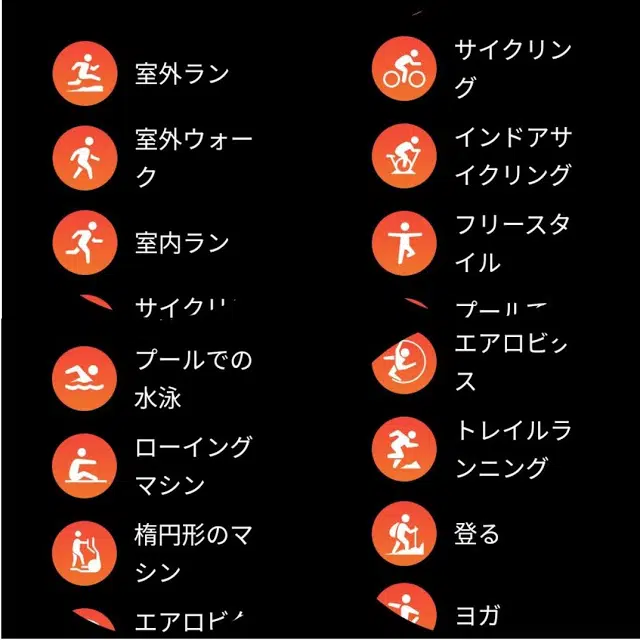 室外ラン
室外ウォー
ク
室内ラン
サイクリ
サイクリン
グ
インドアサ
イクリング
フリースタ
イル
プールで
プールでの
水泳
ローイング
マシン
楕円形のマ
シン
エアロビ
エアロビク
ス
トレイルラ
ンニング
登る
ヨガ